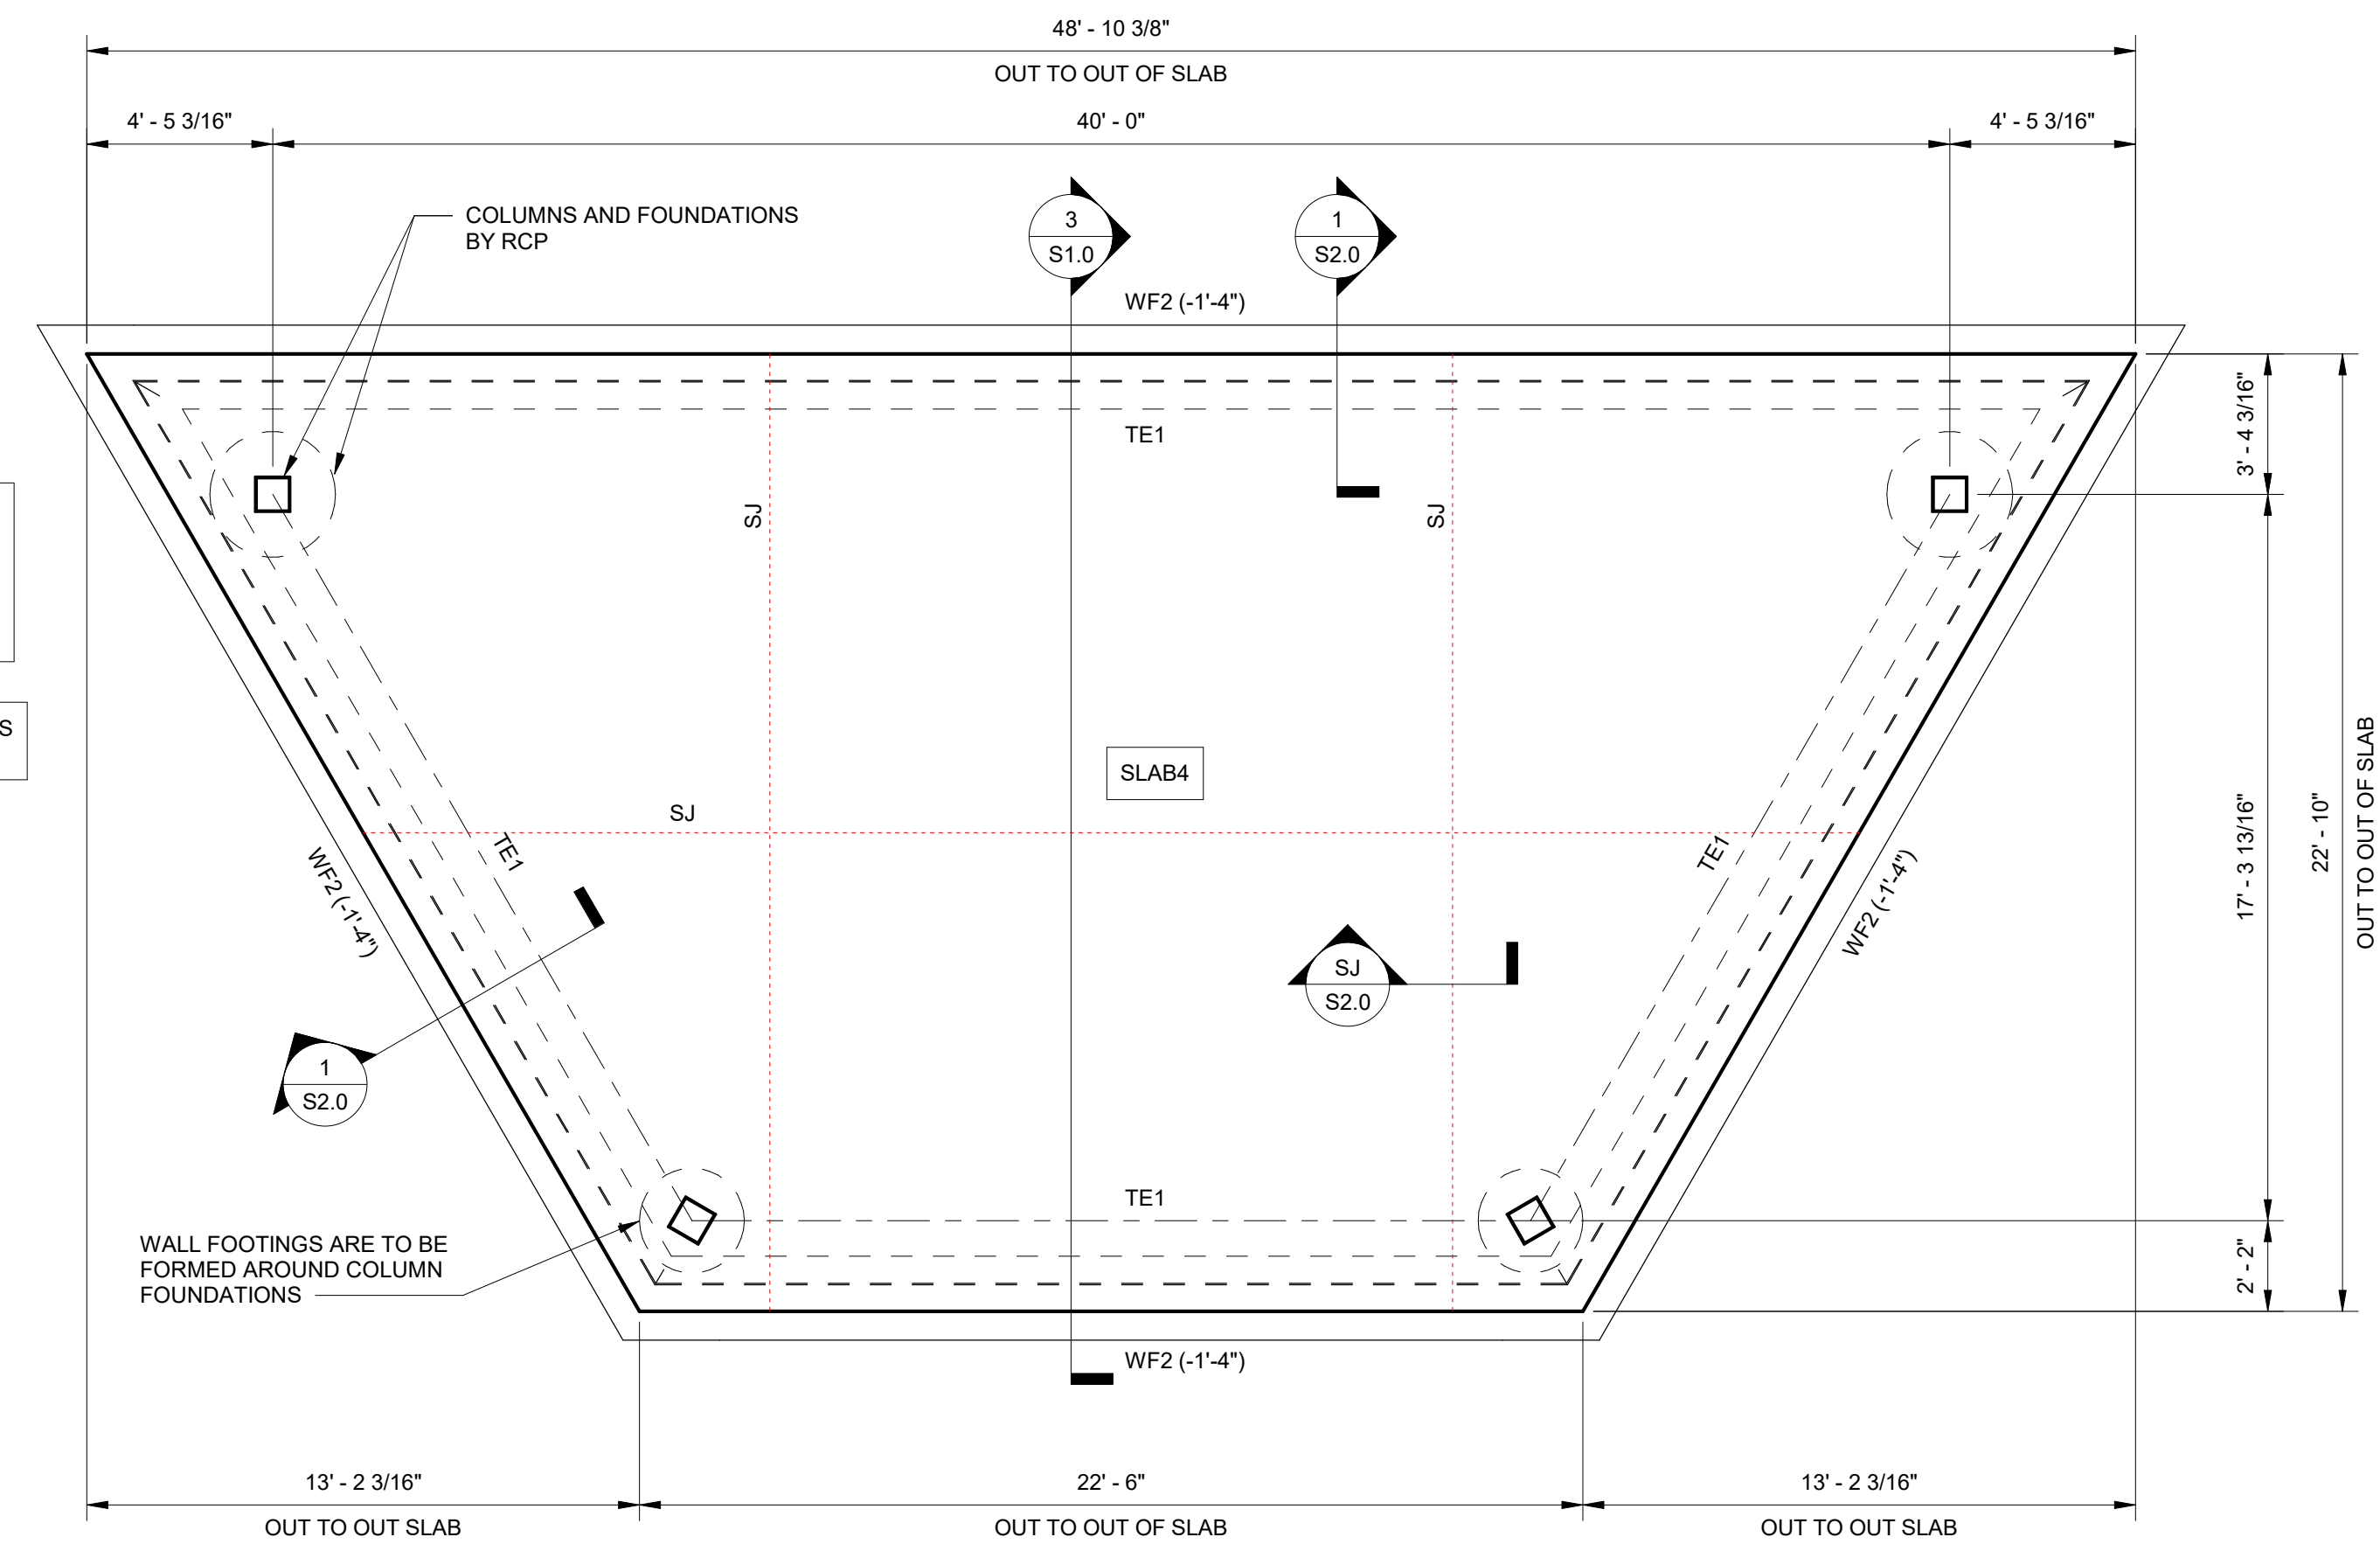 48' - 10 3/8"
OUT TO OUT OF SLAB
4' - 5 3/16"
40' - 0"
4' - 5 3/16"
COLUMNS AND FOUNDATIONS
BY RCP
3
S1.0
1
S2.0
WF2 (-1'-4")
TE1
3' - 4 3/16"
SJ
SJ
S
SLAB4
SJ
TE1
TE1
WF2 (-1'-4")
WF2 (-1'-4")
17' - 3 13/16"
22' - 10"
OUT TO OUT OF SLAB
SJ
S2.0
1
S2.0
TE1
WALL FOOTINGS ARE TO BE
FORMED AROUND COLUMN
FOUNDATIONS
2' - 2"
WF2 (-1'-4")
13' - 2 3/16"
OUT TO OUT SLAB
22' - 6"
OUT TO OUT OF SLAB
13' - 2 3/16"
OUT TO OUT SLAB